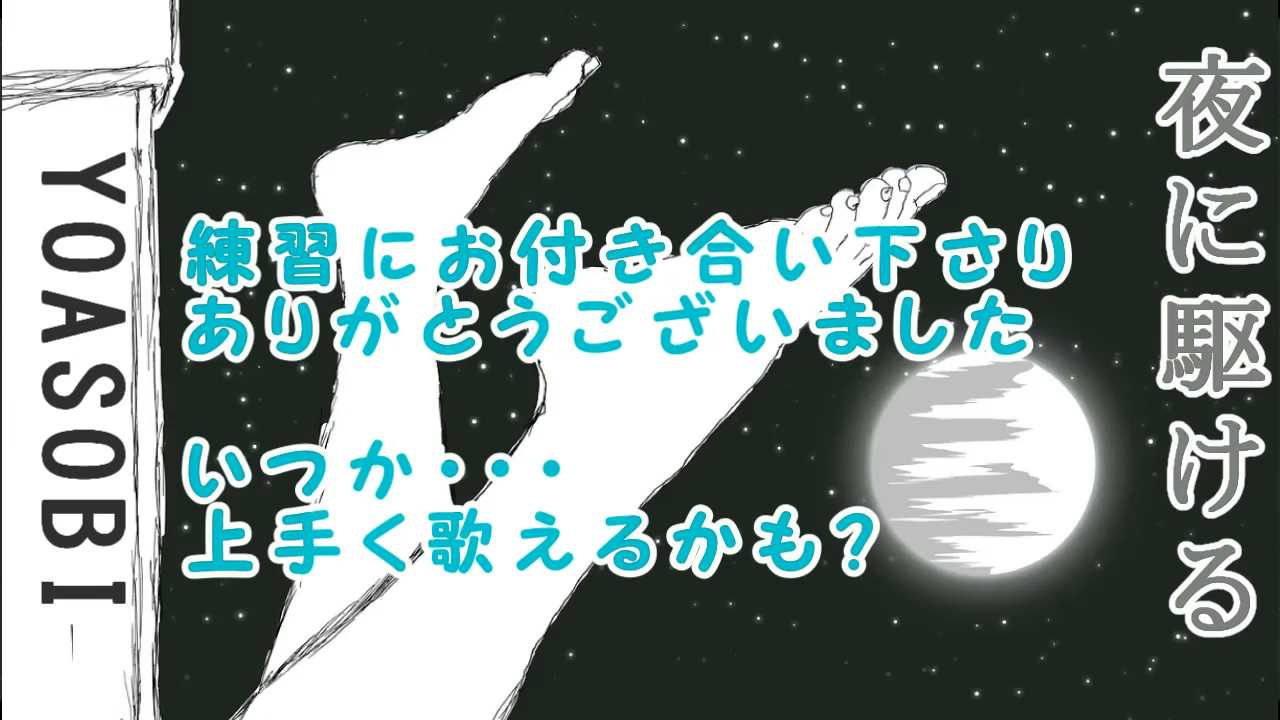 夜に駆ける
YOASOBI
練習にお付き合い下さり
ありがとうございました
いつか・・・
上手く歌えるかも?